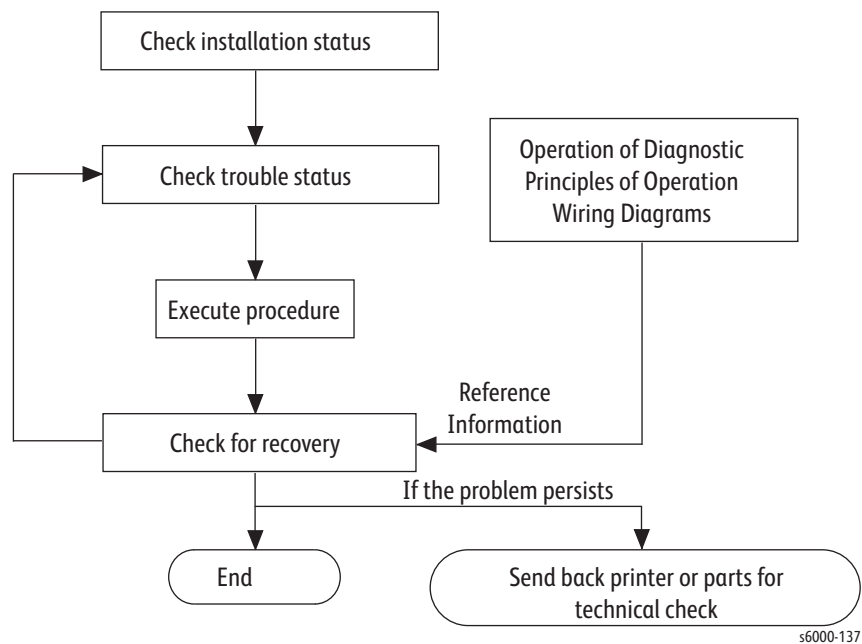 Check installation status
Check trouble status
Operation of Diagnostic
Principles of Operation
Wiring Diagrams
Execute procedure
Reference
Information
Check for recovery
If the problem persists
End
Send back printer or parts for
technical check
s6000-137